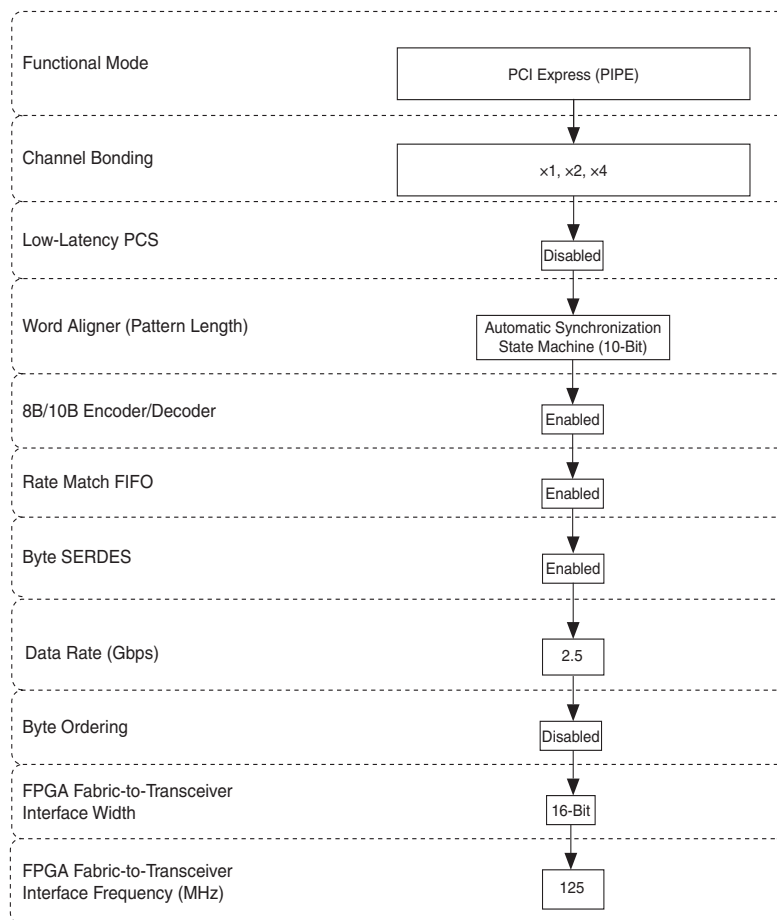 Functional Mode
PCI Express (PIPE)
Channel Bonding
×1, ×2, ×4
Low-Latency PCS
Disabled
Word Aligner (Pattern Length)
Automatic Synchronization
State Machine (10-Bit)
8B/10B Encoder/Decoder
Enabled
Rate Match FIFO
Enabled
Byte SERDES
Enabled
Data Rate (Gbps)
2.5
Byte Ordering
Disabled
FPGA Fabric-to-Transceiver
Interface Width
16-Bit
FPGA Fabric-to-Transceiver
Interface Frequency (MHz)
125